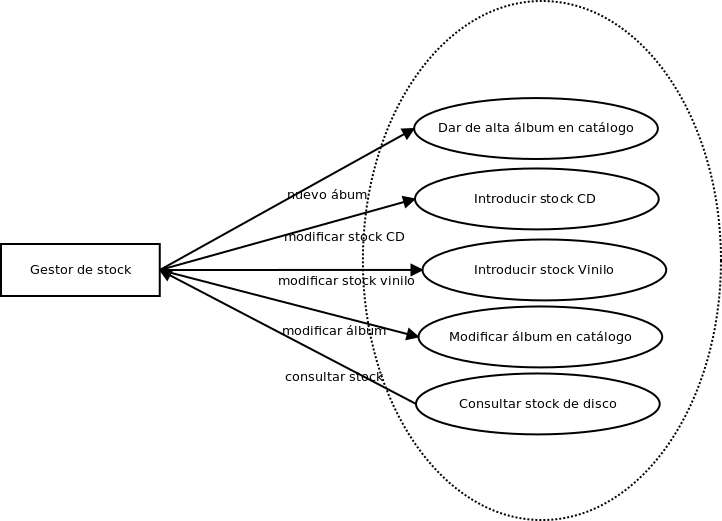 Dar de alta álbum en catálogo
nuevo ábum
Introducir stock CD
modificar stock CD
Gestor de stock
Introducir stock Vinilo
modificar stock vinilo
modificar álbum
Modificar álbum en catálogo
consultar stock
Consultar stock de disco